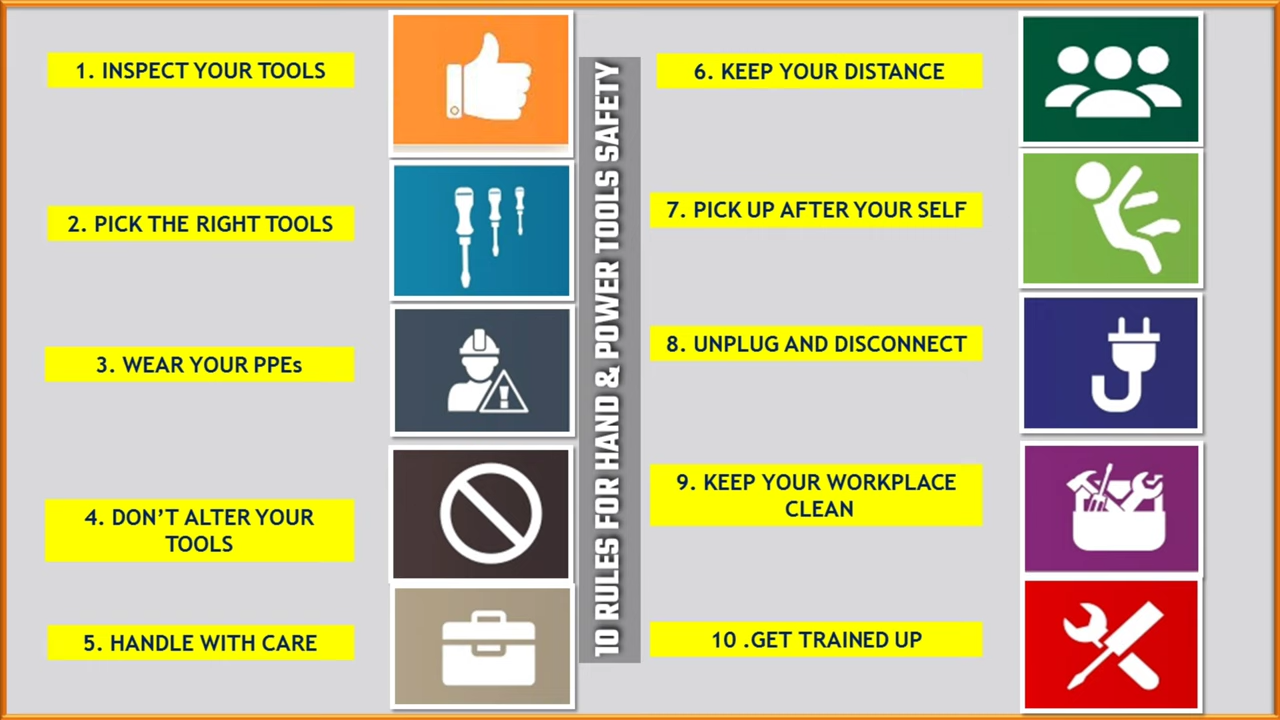 1. INSPECT YOUR TOOLS
2. PICK THE RIGHT TOOLS
3. WEAR YOUR PPEs
4. DON'T ALTER YOUR
TOOLS
5. HANDLE WITH CARE
10 RULES FOR HAND & POWER TOOLS SAFETY
6. KEEP YOUR DISTANCE
7. PICK UP AFTER YOUR SELF
8. UNPLUG AND DISCONNECT
9. KEEP YOUR WORKPLACE
CLEAN
10 .GET TRAINED UP